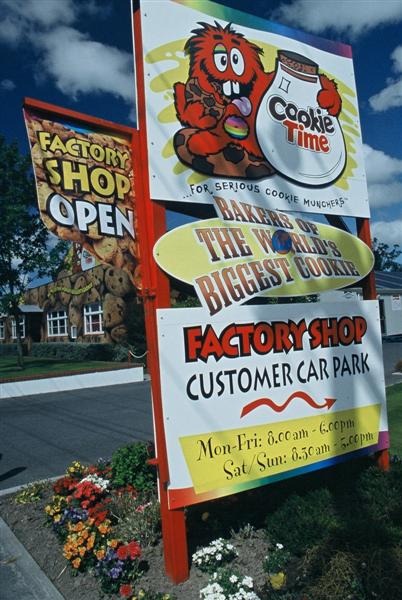 FACTORY
SHOP
OPEN
Cookie
Time
...FOR SERIOUS COOKIE MUNCHERS
BAKERS OF
THE WORLD'S
BIGGEST COOKIE
FACTORY SHOP
CUSTOMER CAR PARK
Mon-Fri: 8.00am - 6.00pm
Sat/Sun: 8.30am - 5.00pm